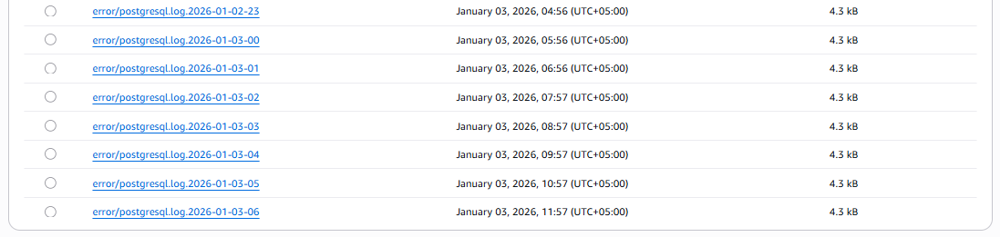 error/postgresql.log.2026-01-02-23 January 03, 2026, 04:56 (UTC+05:00) 4.3 kB
error/postgresql.log.2026-01-03-00 January 03, 2026, 05:56 (UTC+05:00) 4.3 kB
error/postgresql.log.2026-01-03-01 January 03, 2026, 06:56 (UTC+05:00) 4.3 kB
error/postgresql.log.2026-01-03-02 January 03, 2026, 07:57 (UTC+05:00) 4.3 kB
error/postgresql.log.2026-01-03-03 January 03, 2026, 08:57 (UTC+05:00) 4.3 kB
error/postgresql.log.2026-01-03-04 January 03, 2026, 09:57 (UTC+05:00) 4.3 kB
error/postgresql.log.2026-01-03-05 January 03, 2026, 10:57 (UTC+05:00) 4.3 kB
error/postgresql.log.2026-01-03-06 January 03, 2026, 11:57 (UTC+05:00) 4.3 kB